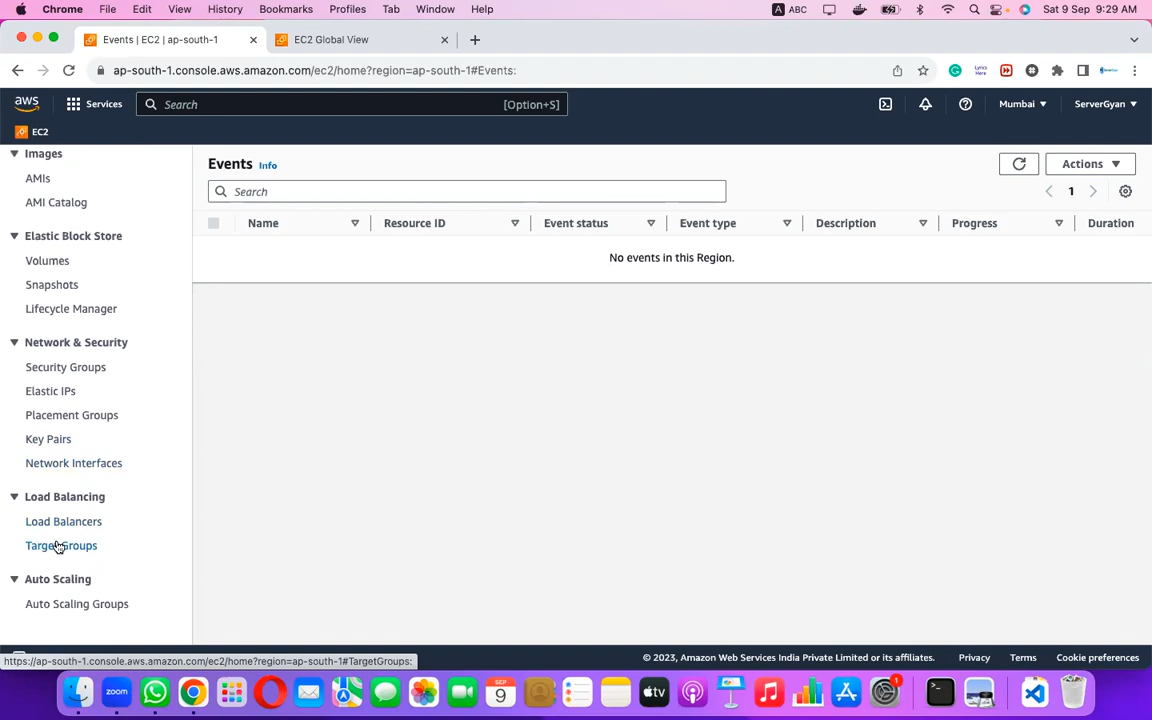 Chrome File Edit View History Bookmarks Profiles Tab Window Help A ABC Sat 9 Sep 9:29 AM
Events | EC2 | ap-south-1 EC2 Global View
ap-south-1.console.aws.amazon.com/ec2/home?region=ap-south-1#Events:
aws Services Search [Option+S] Mumbai ServerGyan
EC2
Images
AMIs
AMI Catalog
Elastic Block Store
Volumes
Snapshots
Lifecycle Manager
Network & Security
Security Groups
Elastic IPs
Placement Groups
Key Pairs
Network Interfaces
Load Balancing
Load Balancers
Target Groups
Auto Scaling
Auto Scaling Groups
Events Info Actions
Search 1
Name Resource ID Event status Event type Description Progress Duration
No events in this Region.
https://ap-south-1.console.aws.amazon.com/ec2/home?region=ap-south-1#TargetGroups:
© 2023, Amazon Web Services India Private Limited or its affiliates. Privacy Terms Cookie preferences
zoom SEP 9 tv 1